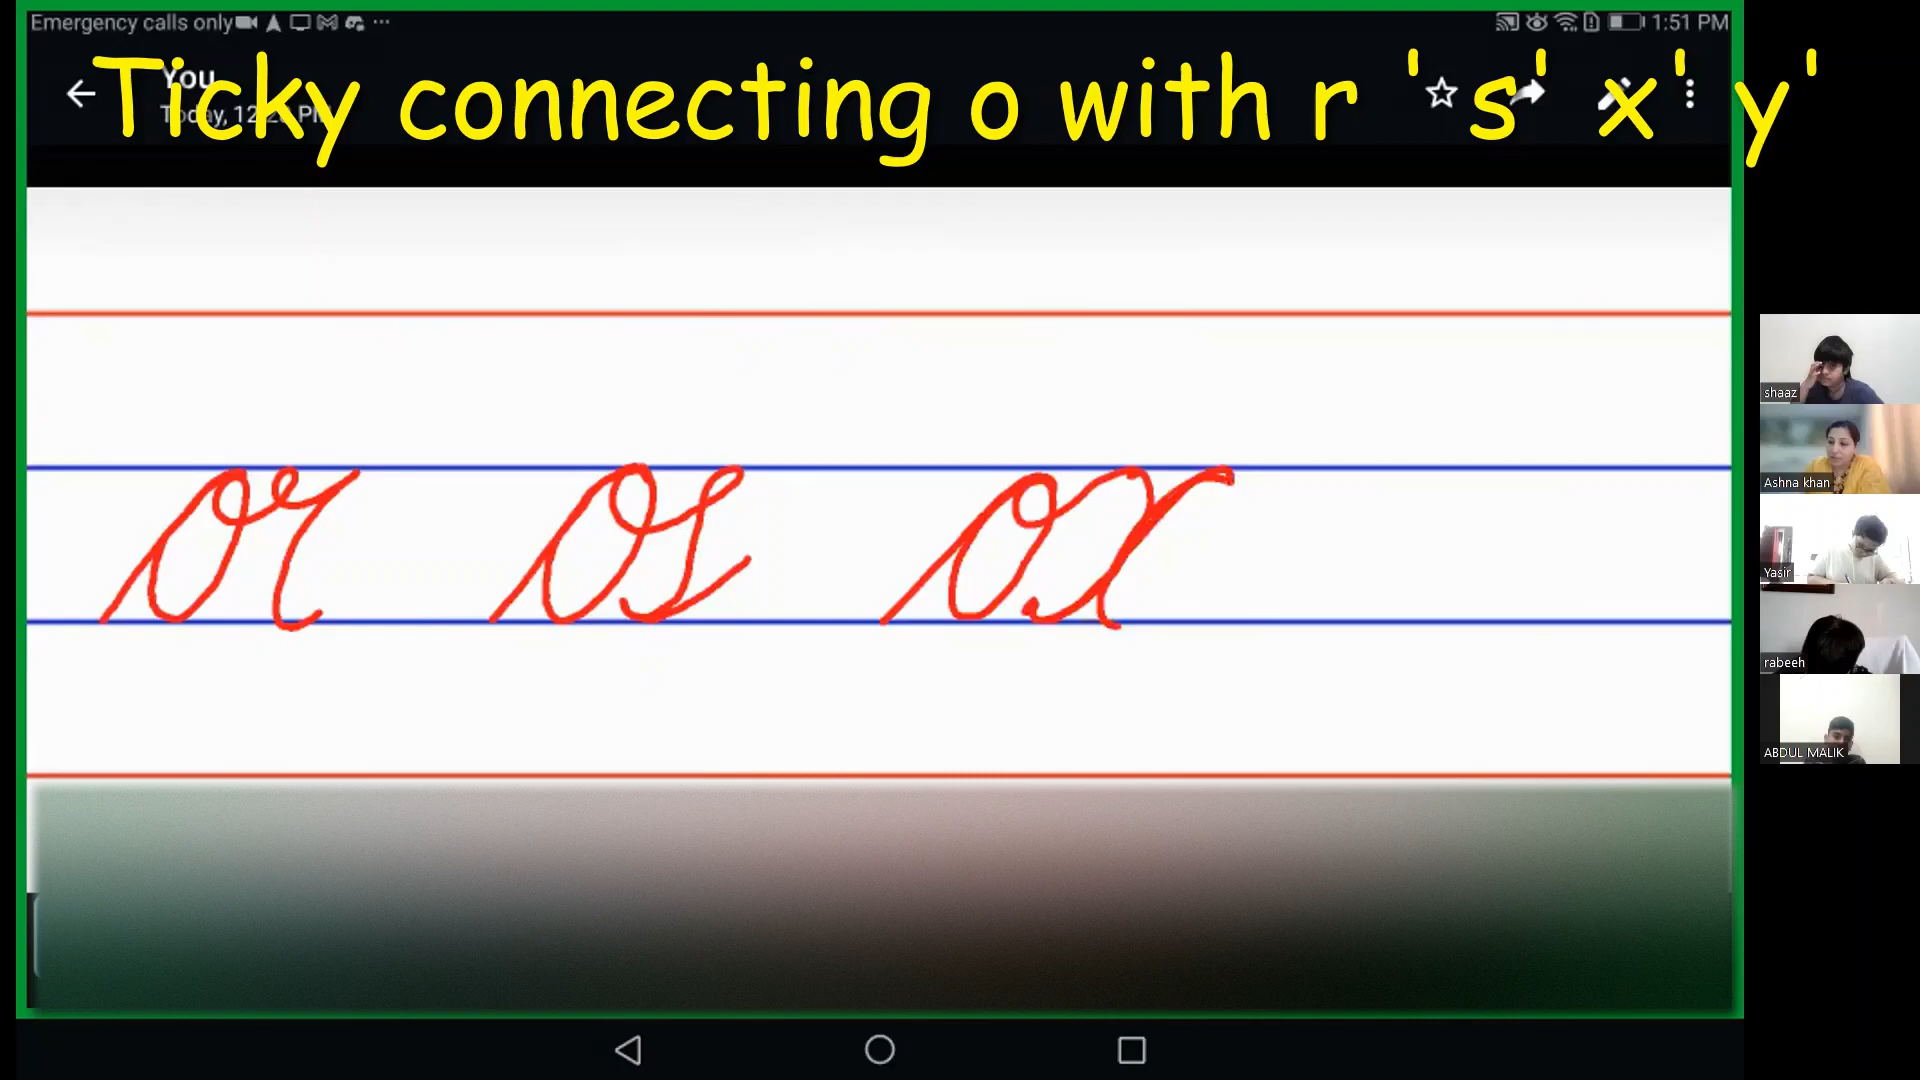 Emergency calls only ... 1:51 PM
You
Ticky connecting o with r ' s' x' y'
or os ox
shaaz
Ashna khan
Yasir
rabeeh
ABDUL MALIK